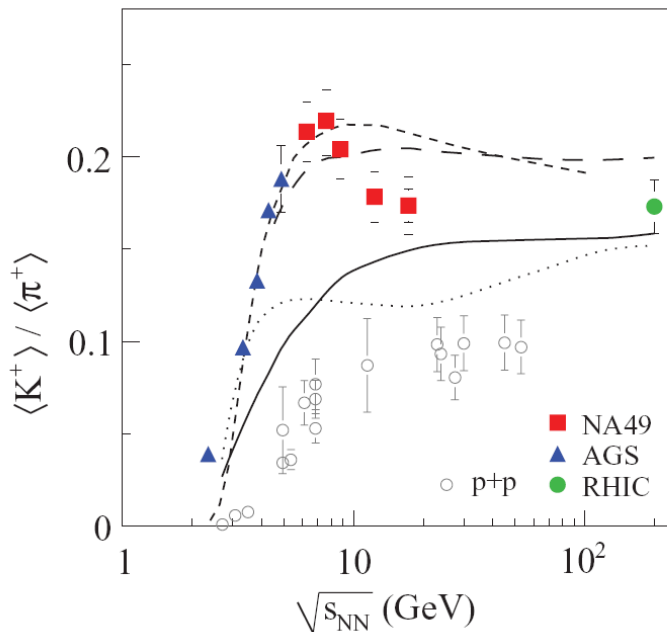 ⟨K⁺⟩ / ⟨π⁺⟩
0.2
0.1
0
NA49
AGS
p+p
RHIC
1
10
10²
√s_NN (GeV)